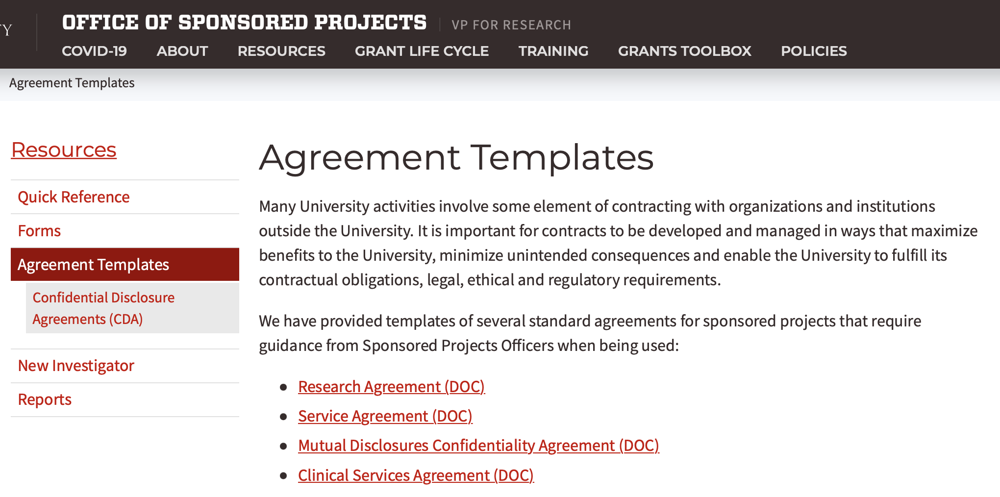 TY
OFFICE OF SPONSORED PROJECTS
VP FOR RESEARCH
COVID-19
ABOUT
RESOURCES
GRANT LIFE CYCLE
TRAINING
GRANTS TOOLBOX
POLICIES
Agreement Templates
Resources
Quick Reference
Forms
Agreement Templates
Confidential Disclosure
Agreements (CDA)
New Investigator
Reports
Agreement Templates
Many University activities involve some element of contracting with organizations and institutions
outside the University. It is important for contracts to be developed and managed in ways that maximize
benefits to the University, minimize unintended consequences and enable the University to fulfill its
contractual obligations, legal, ethical and regulatory requirements.
We have provided templates of several standard agreements for sponsored projects that require
guidance from Sponsored Projects Officers when being used:
Research Agreement (DOC)
Service Agreement (DOC)
Mutual Disclosures Confidentiality Agreement (DOC)
Clinical Services Agreement (DOC)